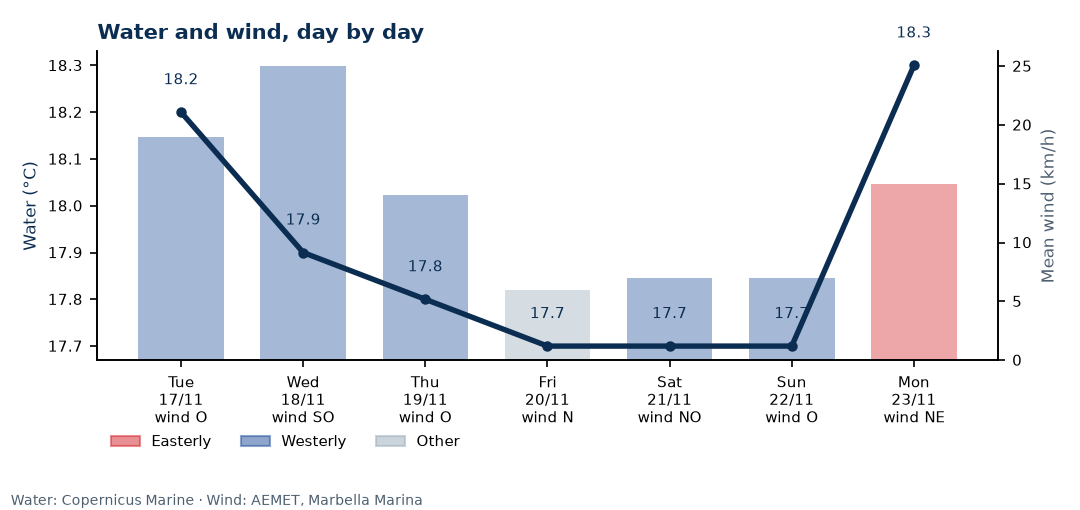 Water and wind, day by day
Water (°C)
18.3
18.2
18.1
18.0
17.9
17.8
17.7
18.2
17.9
17.8
17.7
17.7
17.7
18.3
25
20
15
10
5
0
Mean wind (km/h)
Tue
17/11
wind O
Wed
18/11
wind SO
Thu
19/11
wind O
Fri
20/11
wind N
Sat
21/11
wind NO
Sun
22/11
wind O
Mon
23/11
wind NE
Easterly
Westerly
Other
Water: Copernicus Marine · Wind: AEMET, Marbella Marina